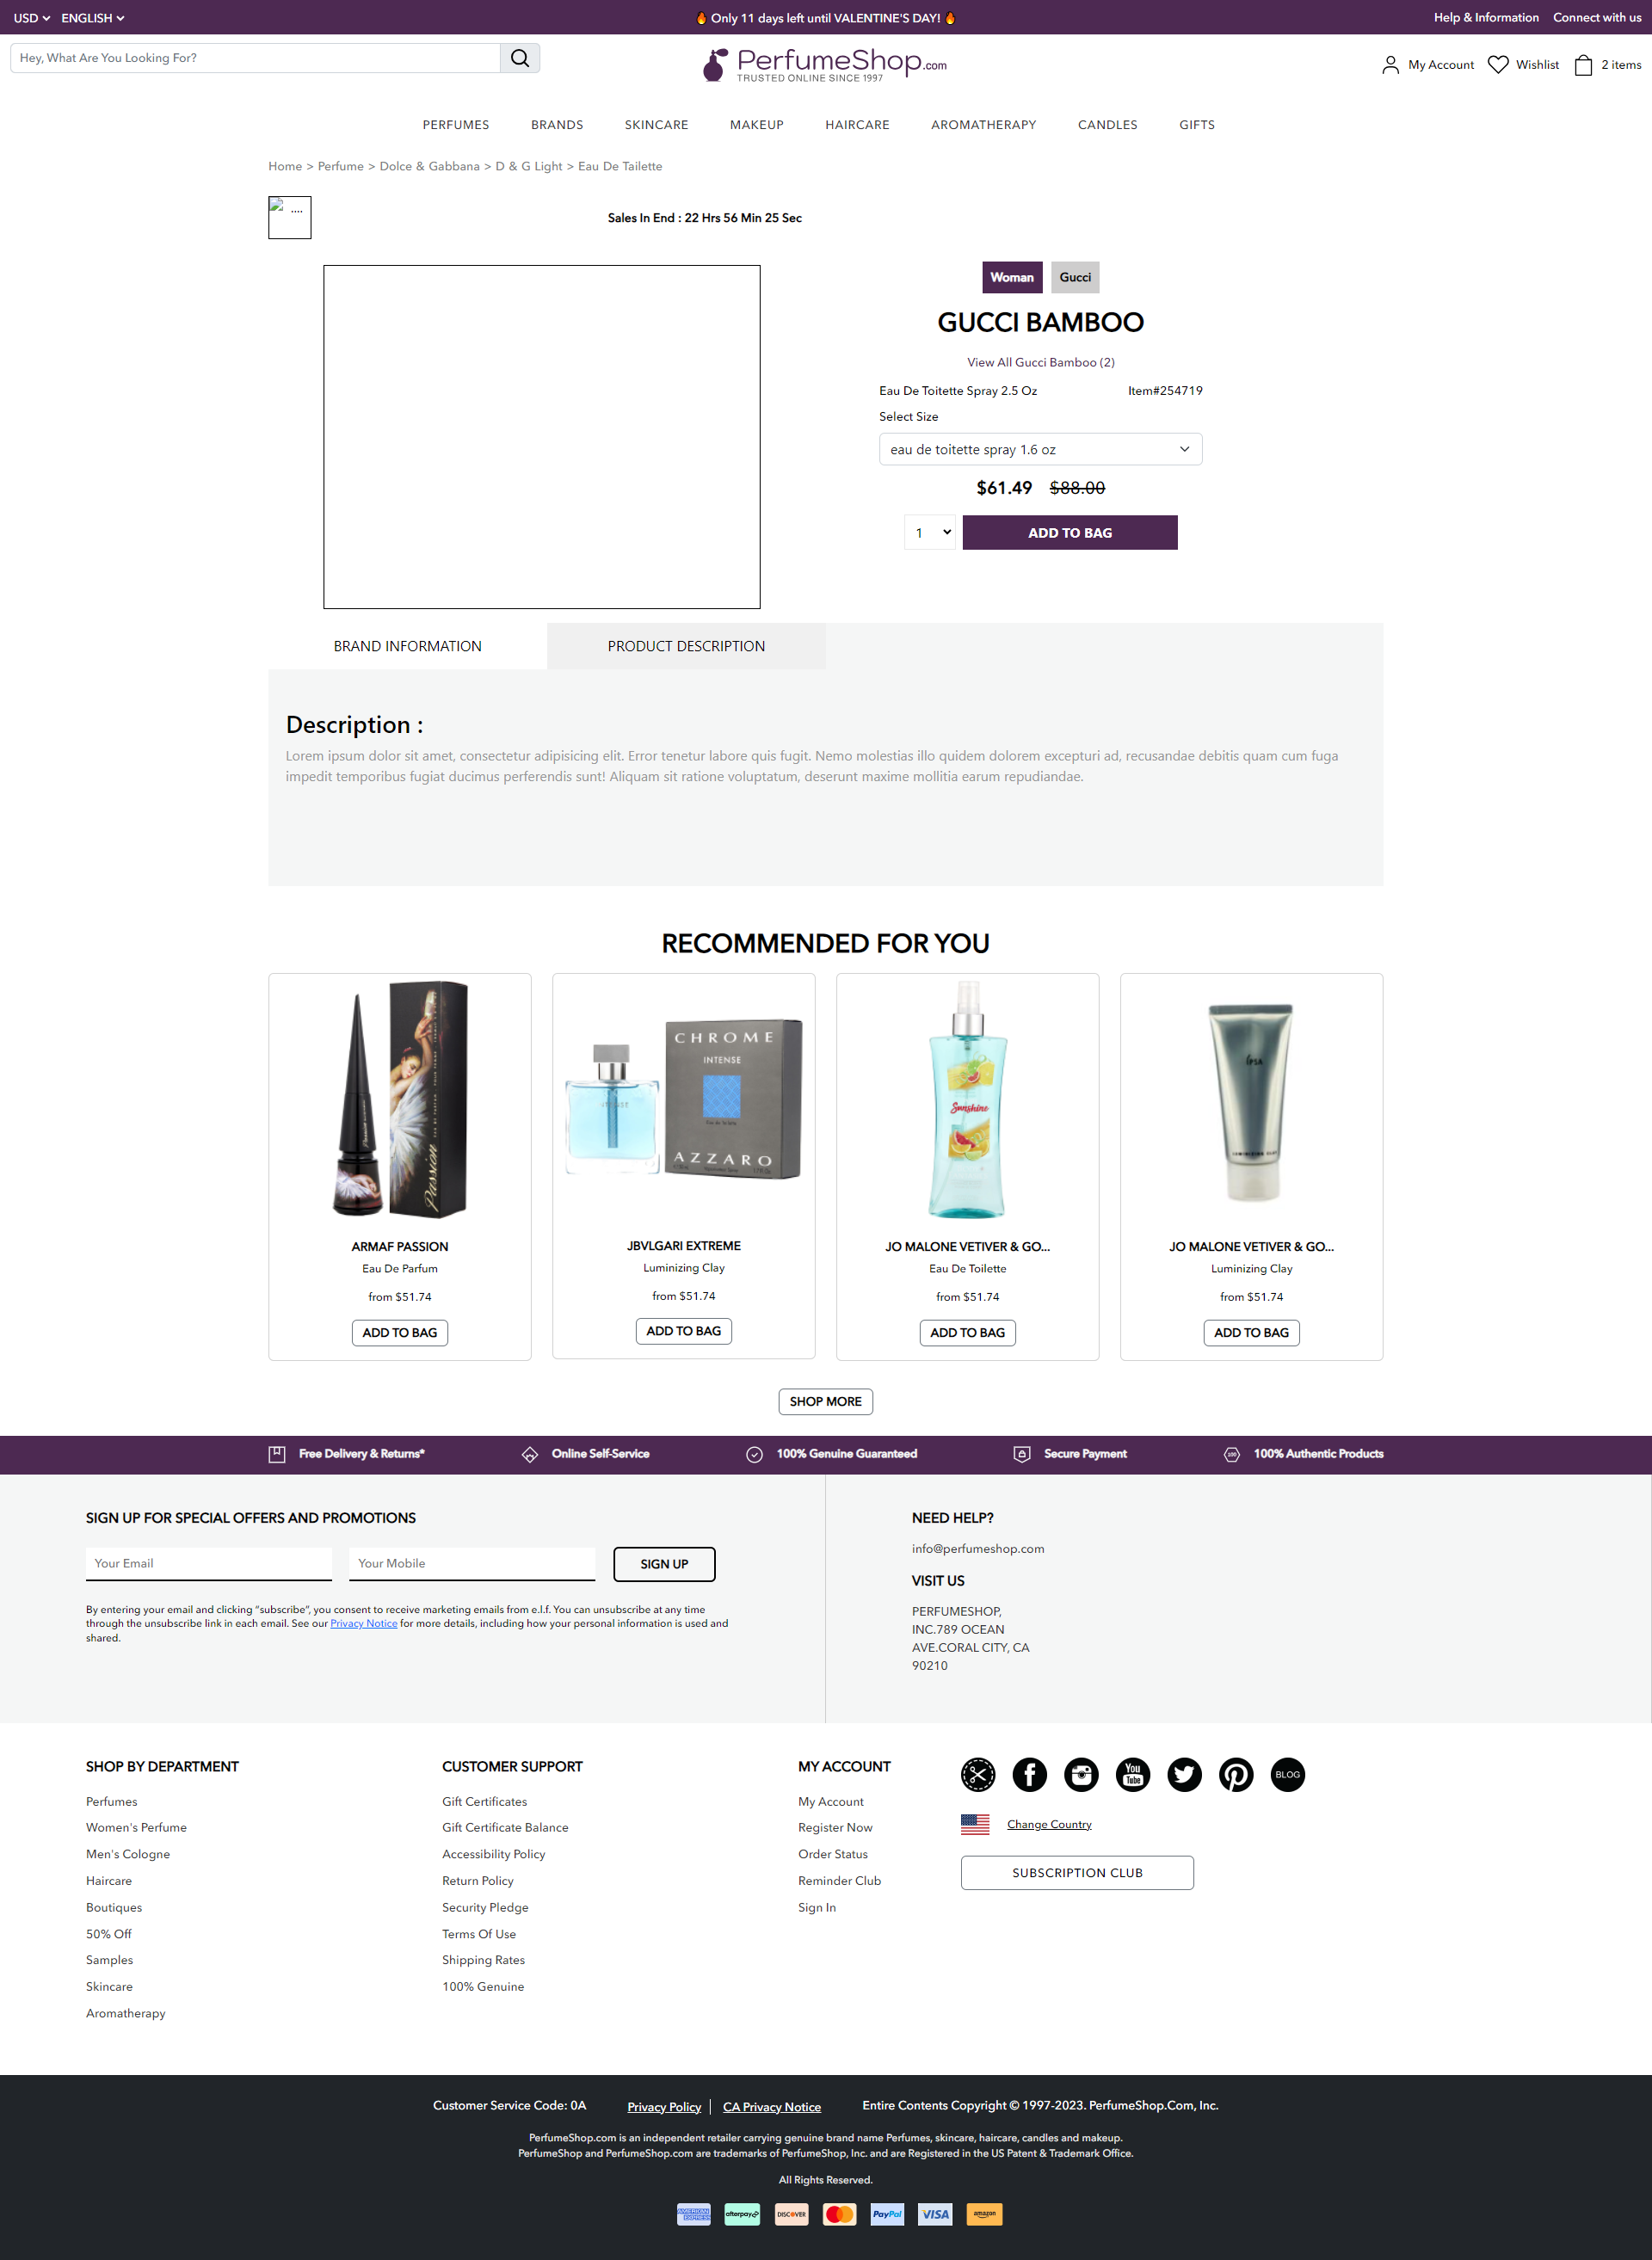 USD ENGLISH
🔥 Only 11 days left until VALENTINE'S DAY! 🔥
Help & Information Connect with us
Hey, What Are You Looking For?
PerfumeShop.com
TRUSTED ONLINE SINCE 1997
My Account Wishlist 2 items
PERFUMES BRANDS SKINCARE MAKEUP HAIRCARE AROMATHERAPY CANDLES GIFTS
Home > Perfume > Dolce & Gabbana > D & G Light > Eau De Tailette
....
Sales In End : 22 Hrs 56 Min 25 Sec
Woman Gucci
GUCCI BAMBOO
View All Gucci Bamboo (2)
Eau De Toitette Spray 2.5 Oz Item#254719
Select Size
eau de toitette spray 1.6 oz
$61.49 $88.00
1 ADD TO BAG
BRAND INFORMATION PRODUCT DESCRIPTION
Description :
Lorem ipsum dolor sit amet, consectetur adipisicing elit. Error tenetur labore quis fugit. Nemo molestias illo quidem dolorem excepturi ad, recusandae debitis quam cum fuga
impedit temporibus fugiat ducimus perferendis sunt! Aliquam sit ratione voluptatum, deserunt maxime mollitia earum repudiandae.
RECOMMENDED FOR YOU
Passion
CHROME
INTENSE
AZZARO
Sunshine
IPSA
LUMINIZING CLAY
ARMAF PASSION
Eau De Parfum
from $51.74
ADD TO BAG
JBVLGARI EXTREME
Luminizing Clay
from $51.74
ADD TO BAG
JO MALONE VETIVER & GO...
Eau De Toilette
from $51.74
ADD TO BAG
JO MALONE VETIVER & GO...
Luminizing Clay
from $51.74
ADD TO BAG
SHOP MORE
Free Delivery & Returns* Online Self-Service 100% Genuine Guaranteed Secure Payment 100% Authentic Products
SIGN UP FOR SPECIAL OFFERS AND PROMOTIONS
Your Email Your Mobile SIGN UP
By entering your email and clicking “subscribe”, you consent to receive marketing emails from e.l.f. You can unsubscribe at any time
through the unsubscribe link in each email. See our Privacy Notice for more details, including how your personal information is used and
shared.
NEED HELP?
info@perfumeshop.com
VISIT US
PERFUMESHOP,
INC.789 OCEAN
AVE.CORAL CITY, CA
90210
SHOP BY DEPARTMENT
Perfumes
Women's Perfume
Men's Cologne
Haircare
Boutiques
50% Off
Samples
Skincare
Aromatherapy
CUSTOMER SUPPORT
Gift Certificates
Gift Certificate Balance
Accessibility Policy
Return Policy
Security Pledge
Terms Of Use
Shipping Rates
100% Genuine
MY ACCOUNT
My Account
Register Now
Order Status
Reminder Club
Sign In
You Tube
BLOG
Change Country
SUBSCRIPTION CLUB
Customer Service Code: 0A Privacy Policy CA Privacy Notice Entire Contents Copyright © 1997-2023. PerfumeShop.Com, Inc.
PerfumeShop.com is an independent retailer carrying genuine brand name Perfumes, skincare, haircare, candles and makeup.
PerfumeShop and PerfumeShop.com are trademarks of PerfumeShop, Inc. and are Registered in the US Patent & Trademark Office.
All Rights Reserved.
AMERICAN EXPRESS afterpay DISCOVER PayPal VISA amazon